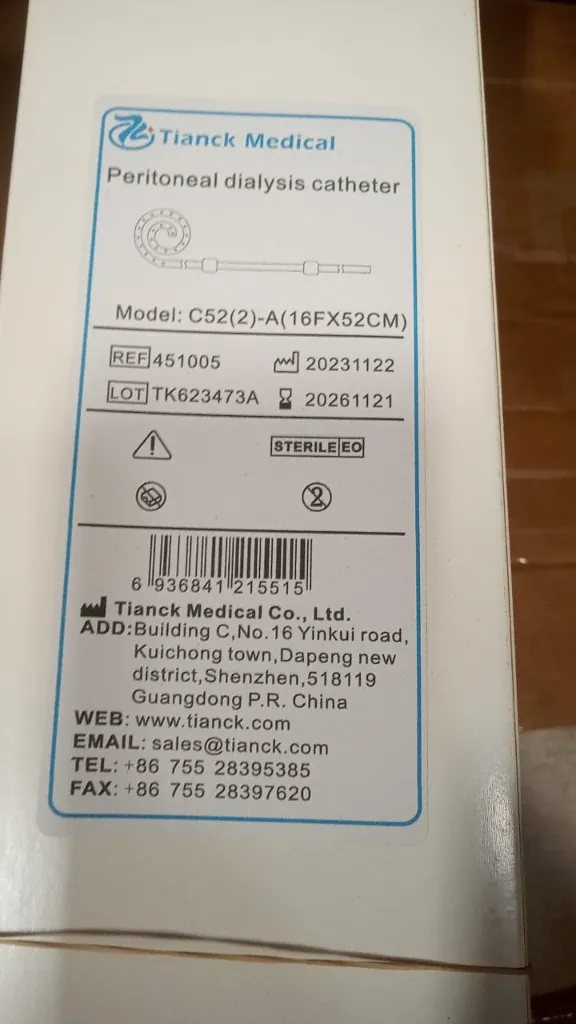 Tianck Medical
Peritoneal dialysis catheter
Model: C52(2)-A(16FX52CM)
REF 451005 20231122
LOT TK623473A 20261121
STERILE EO
2
6 936841 215515
Tianck Medical Co., Ltd.
ADD:Building C,No.16 Yinkui road,
Kuichong town,Dapeng new
district,Shenzhen,518119
Guangdong P.R. China
WEB: www.tianck.com
EMAIL: sales@tianck.com
TEL: +86 755 28395385
FAX: +86 755 28397620